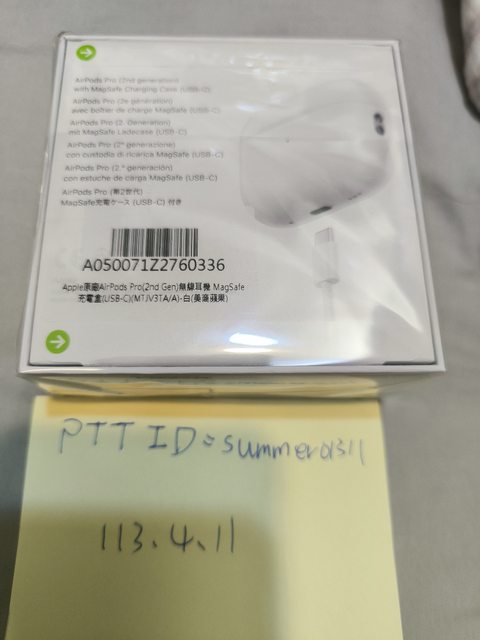 AirPods Pro (2nd generation)
with MagSafe Charging Case (USB-C)
AirPods Pro (2e génération)
avec boîtier de charge MagSafe (USB-C)
AirPods Pro (2. Generation)
mit MagSafe Ladecase (USB-C)
AirPods Pro (2ª generazione)
con custodia di ricarica MagSafe (USB-C)
AirPods Pro (2.ª generación)
con estuche de carga MagSafe (USB-C)
AirPods Pro (第2世代)
MagSafe充電ケース (USB-C) 付き
A050071Z2760336
Apple原廠AirPods Pro(2nd Gen)無線耳機 MagSafe
充電盒(USB-C)(MTJV3TA/A)-白(美商蘋果)
PTT ID:summer01311
113.4.11